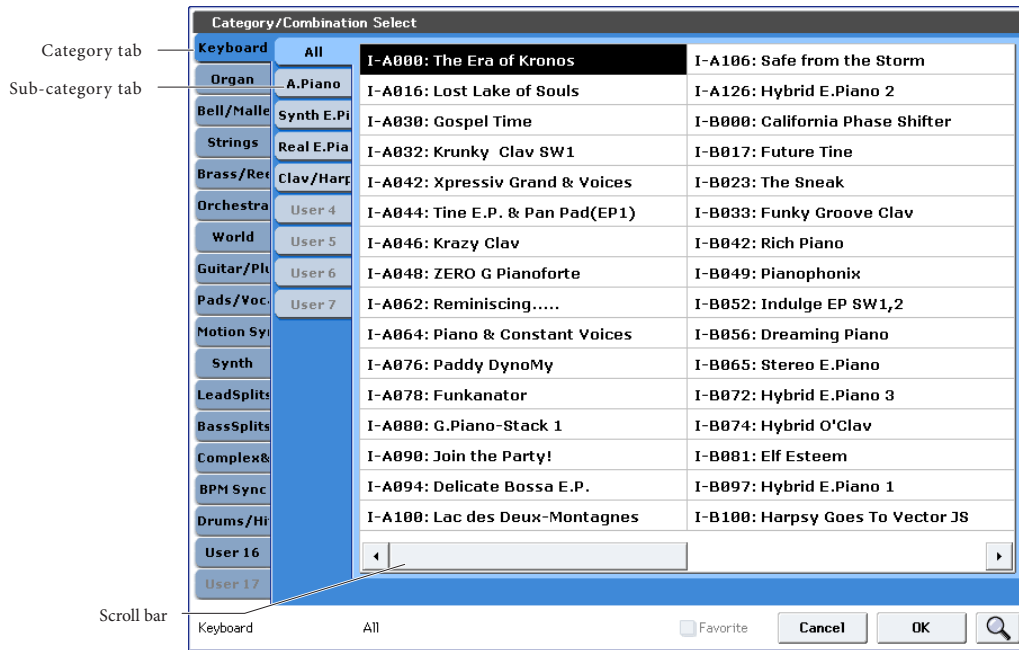 Category/Combination Select
Category tab
Sub-category tab
Scroll bar
Keyboard
Organ
Bell/Malle
Strings
Brass/Ree
Orchestra
World
Guitar/Plu
Pads/Voc.
Motion Syn
Synth
LeadSplits
BassSplits
Complex&
BPM Sync
Drums/Hi
User 16
User 17
All
A.Piano
Synth E.Pi
Real E.Pia
Clav/Harp
User 4
User 5
User 6
User 7
I-A000: The Era of Kronos
I-A016: Lost Lake of Souls
I-A030: Gospel Time
I-A032: Krunky Clav SW1
I-A042: Xpressiv Grand & Voices
I-A044: Tine E.P. & Pan Pad(EP1)
I-A046: Krazy Clav
I-A048: ZERO G Pianoforte
I-A062: Reminiscing.....
I-A064: Piano & Constant Voices
I-A076: Paddy DynoMy
I-A078: Funkanator
I-A080: G.Piano-Stack 1
I-A090: Join the Party!
I-A094: Delicate Bossa E.P.
I-A100: Lac des Deux-Montagnes
I-A106: Safe from the Storm
I-A126: Hybrid E.Piano 2
I-B000: California Phase Shifter
I-B017: Future Tine
I-B023: The Sneak
I-B033: Funky Groove Clav
I-B042: Rich Piano
I-B049: Pianophonix
I-B052: Indulge EP SW1,2
I-B056: Dreaming Piano
I-B065: Stereo E.Piano
I-B072: Hybrid E.Piano 3
I-B074: Hybrid O'Clav
I-B081: Elf Esteem
I-B097: Hybrid E.Piano 1
I-B100: Harpsy Goes To Vector JS
Keyboard
All
Favorite
Cancel
OK